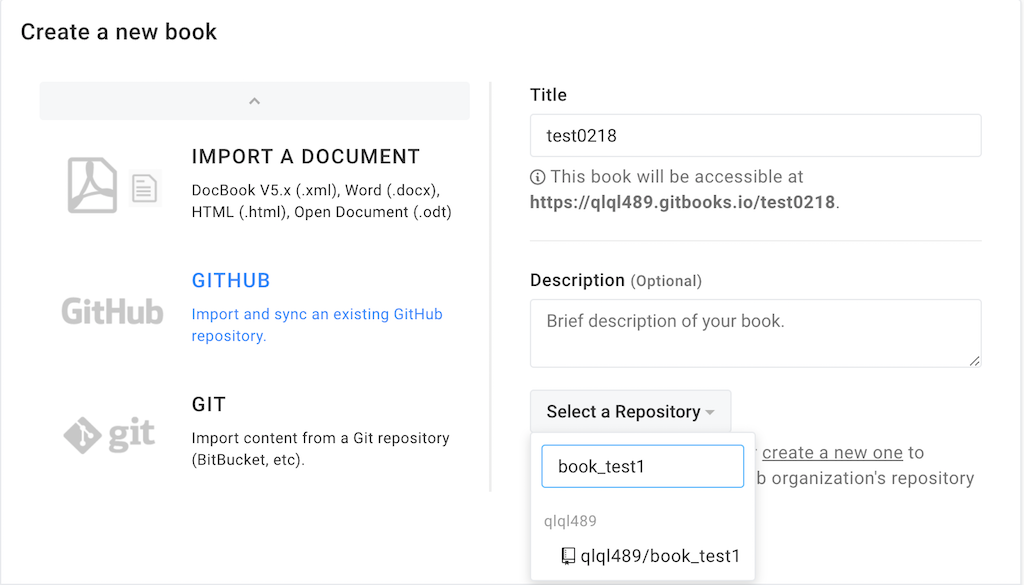 Create a new book
IMPORT A DOCUMENT
DocBook V5.x (.xml), Word (.docx),
HTML (.html), Open Document (.odt)
GitHub
GITHUB
Import and sync an existing GitHub
repository.
git
GIT
Import content from a Git repository
(BitBucket, etc).
Title
test0218
This book will be accessible at
https://qlql489.gitbooks.io/test0218.
Description (Optional)
Brief description of your book.
Select a Repository
book_test1
create a new one to
b organization's repository
qlql489
qlql489/book_test1